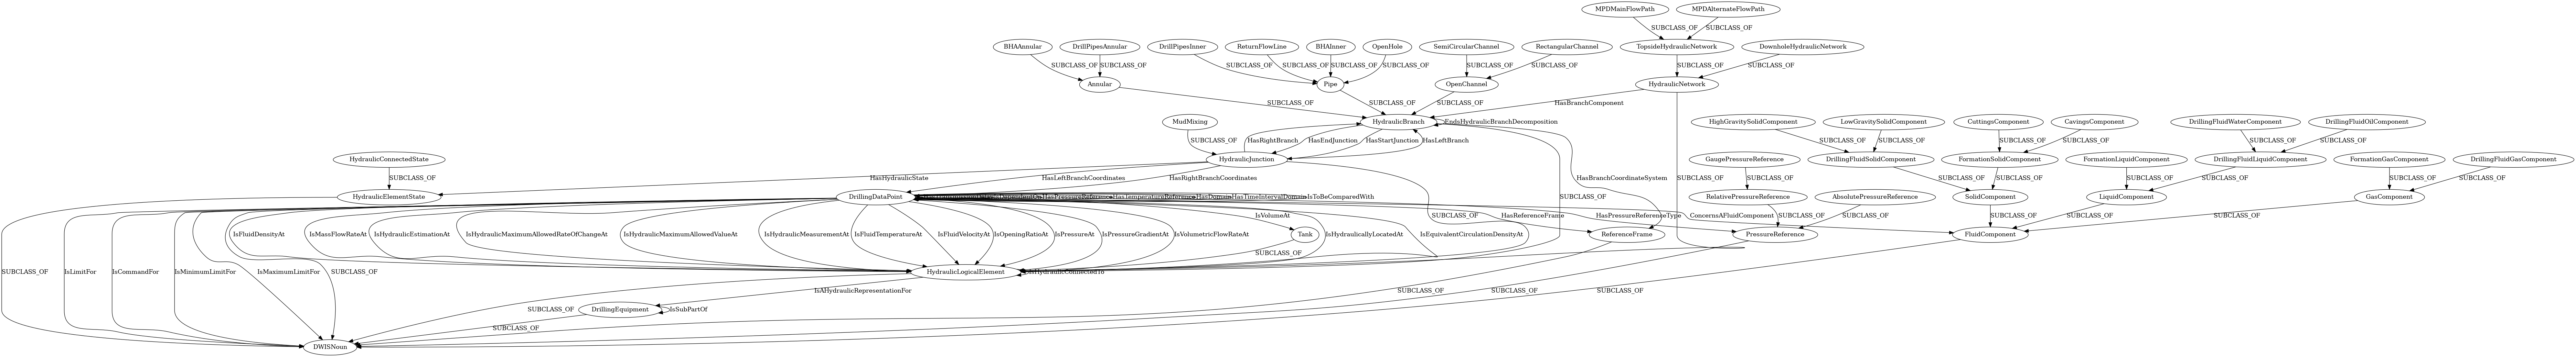 MPDMainFlowPath
MPDAlternateFlowPath
SUBCLASS_OF
SUBCLASS_OF
BHAAnnular
DrillPipesAnnular
DrillPipesInner
ReturnFlowLine
BHAInner
OpenHole
SemiCircularChannel
RectangularChannel
TopsideHydraulicNetwork
DownholeHydraulicNetwork
SUBCLASS_OF
SUBCLASS_OF
SUBCLASS_OF
SUBCLASS_OF
SUBCLASS_OF
SUBCLASS_OF
SUBCLASS_OF
SUBCLASS_OF
SUBCLASS_OF
SUBCLASS_OF
Annular
Pipe
OpenChannel
HydraulicNetwork
SUBCLASS_OF
SUBCLASS_OF
SUBCLASS_OF
HasBranchComponent
MudMixing
HydraulicBranch
EndsHydraulicBranchDecomposition
HighGravitySolidComponent
LowGravitySolidComponent
CuttingsComponent
CavingsComponent
DrillingFluidWaterComponent
DrillingFluidOilComponent
SUBCLASS_OF
HasRightBranch
HasEndJunction
HasStartJunction
HasLeftBranch
SUBCLASS_OF
SUBCLASS_OF
SUBCLASS_OF
SUBCLASS_OF
SUBCLASS_OF
SUBCLASS_OF
HydraulicConnectedState
HydraulicJunction
GaugePressureReference
DrillingFluidSolidComponent
FormationSolidComponent
FormationLiquidComponent
DrillingFluidLiquidComponent
FormationGasComponent
DrillingFluidGasComponent
SUBCLASS_OF
HasHydraulicState
HasLeftBranchCoordinates
HasRightBranchCoordinates
HasBranchCoordinateSystem
SUBCLASS_OF
SUBCLASS_OF
SUBCLASS_OF
SUBCLASS_OF
SUBCLASS_OF
SUBCLASS_OF
SUBCLASS_OF
SUBCLASS_OF
HydraulicElementState
DrillingDataPoint
SUBCLASS_OF
RelativePressureReference
AbsolutePressureReference
SolidComponent
LiquidComponent
GasComponent
HasPressureReference
HasTemperatureReference
HasDomain
HasTimeIntervalDomain
IsToBeComparedWith
IsVolumeAt
SUBCLASS_OF
HasReferenceFrame
HasPressureReferenceType
ConcernsAFluidComponent
SUBCLASS_OF
SUBCLASS_OF
SUBCLASS_OF
SUBCLASS_OF
SUBCLASS_OF
IsFluidDensityAt
IsMassFlowRateAt
IsHydraulicEstimationAt
IsHydraulicMaximumAllowedRateOfChangeAt
IsHydraulicMaximumAllowedValueAt
IsHydraulicMeasurementAt
IsFluidTemperatureAt
IsFluidVelocityAt
IsOpeningRatioAt
IsPressureAt
IsPressureGradientAt
IsVolumetricFlowRateAt
Tank
IsHydraulicallyLocatedAt
IsEquivalentCirculationDensityAt
ReferenceFrame
PressureReference
FluidComponent
SUBCLASS_OF
SUBCLASS_OF
IsLimitFor
IsCommandFor
IsMinimumLimitFor
IsMaximumLimitFor
SUBCLASS_OF
HydraulicLogicalElement
IsHydraulicConnectedTo
IsAHydraulicRepresentationFor
SUBCLASS_OF
SUBCLASS_OF
SUBCLASS_OF
SUBCLASS_OF
DrillingEquipment
IsSubPartOf
SUBCLASS_OF
DWISNoun